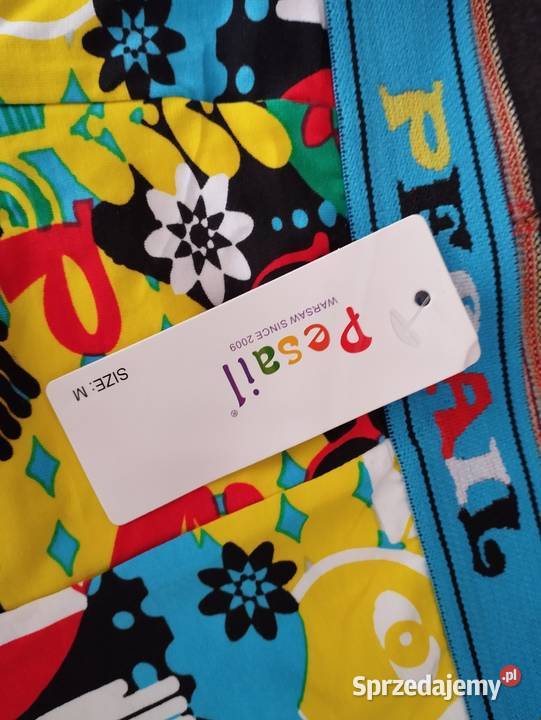 PESAIL
Pesail®
WARSAW SINCE 2009
SIZE: M
Sprzedajemy.pl